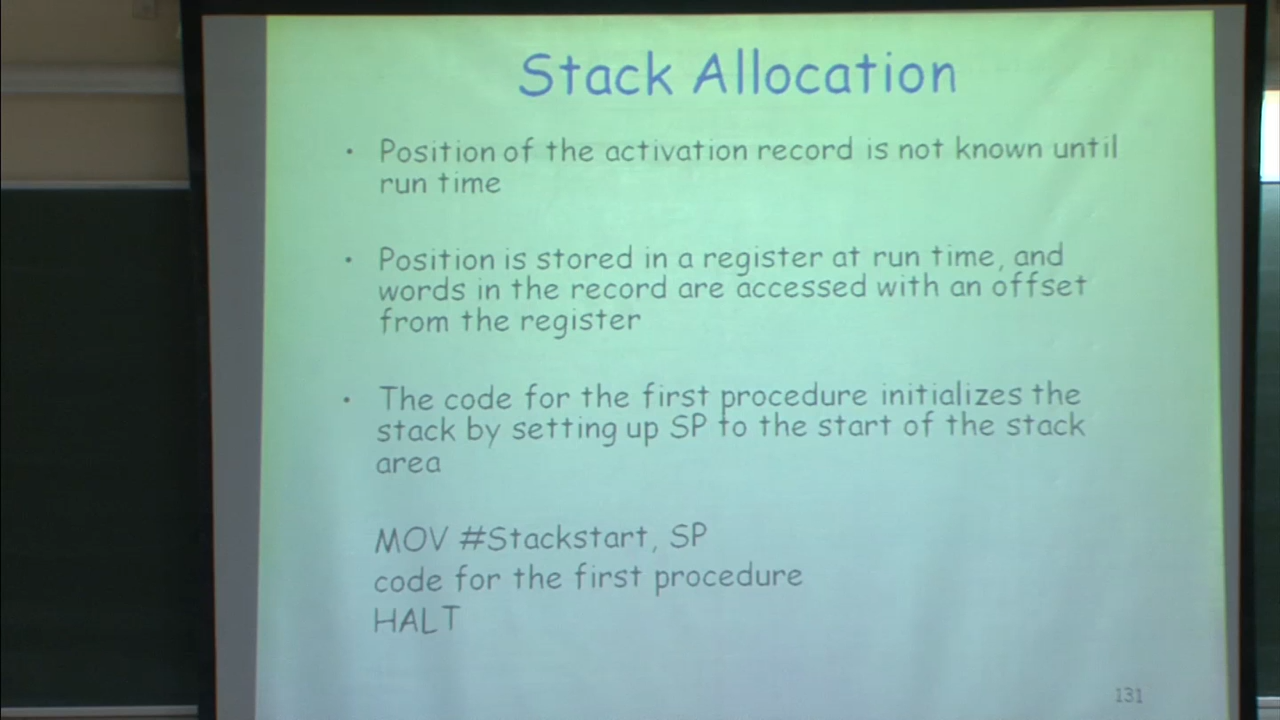 Stack Allocation
• Position of the activation record is not known until
run time
• Position is stored in a register at run time, and
words in the record are accessed with an offset
from the register
• The code for the first procedure initializes the
stack by setting up SP to the start of the stack
area
MOV #Stackstart, SP
code for the first procedure
HALT
131